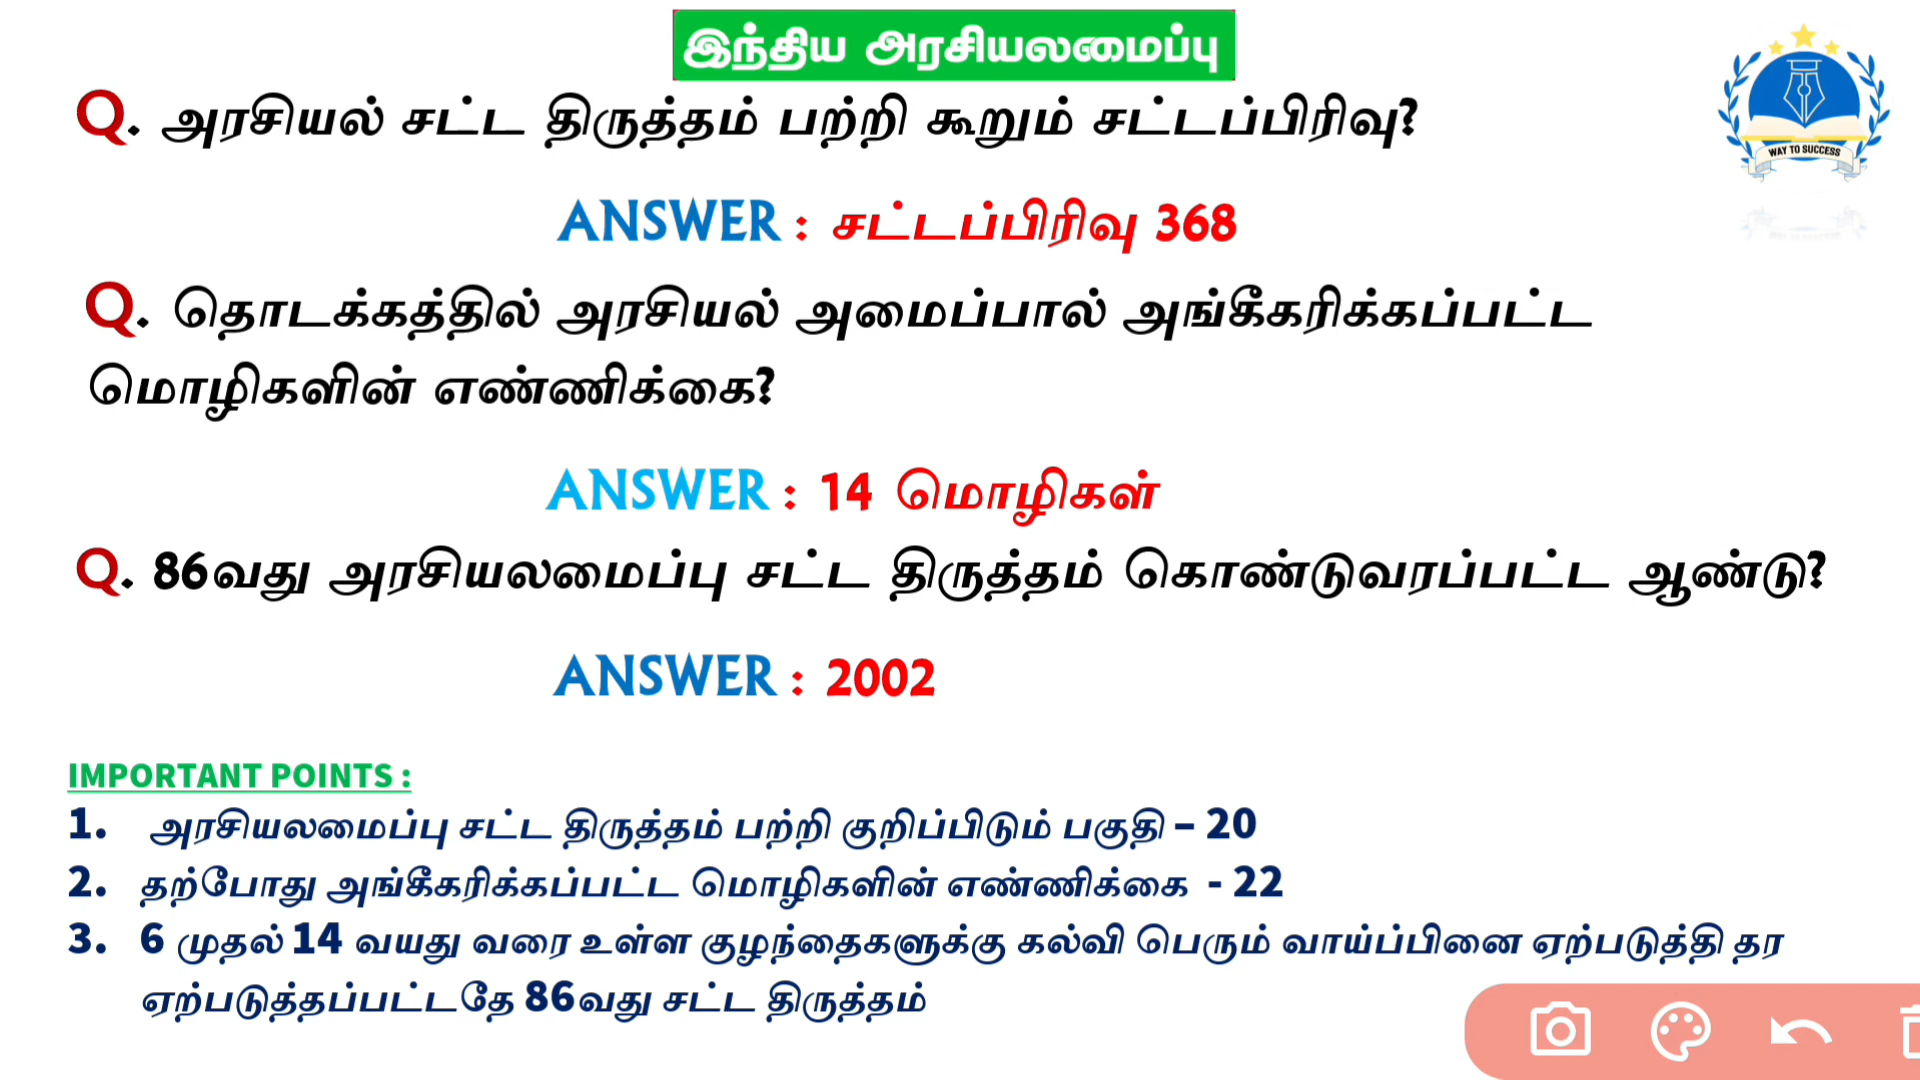 இந்திய அரசியலமைப்பு
Q. அரசியல் சட்ட திருத்தம் பற்றி கூறும் சட்டப்பிரிவு?
WAY TO SUCCESS
ANSWER : சட்டப்பிரிவு 368
Q. தொடக்கத்தில் அரசியல் அமைப்பால் அங்கீகரிக்கப்பட்ட
மொழிகளின் எண்ணிக்கை?
ANSWER : 14 மொழிகள்
Q. 86வது அரசியலமைப்பு சட்ட திருத்தம் கொண்டுவரப்பட்ட ஆண்டு?
ANSWER : 2002
IMPORTANT POINTS :
1. அரசியலமைப்பு சட்ட திருத்தம் பற்றி குறிப்பிடும் பகுதி – 20
2. தற்போது அங்கீகரிக்கப்பட்ட மொழிகளின் எண்ணிக்கை - 22
3. 6 முதல் 14 வயது வரை உள்ள குழந்தைகளுக்கு கல்வி பெரும் வாய்ப்பினை ஏற்படுத்தி தர
ஏற்படுத்தப்பட்டதே 86வது சட்ட திருத்தம்